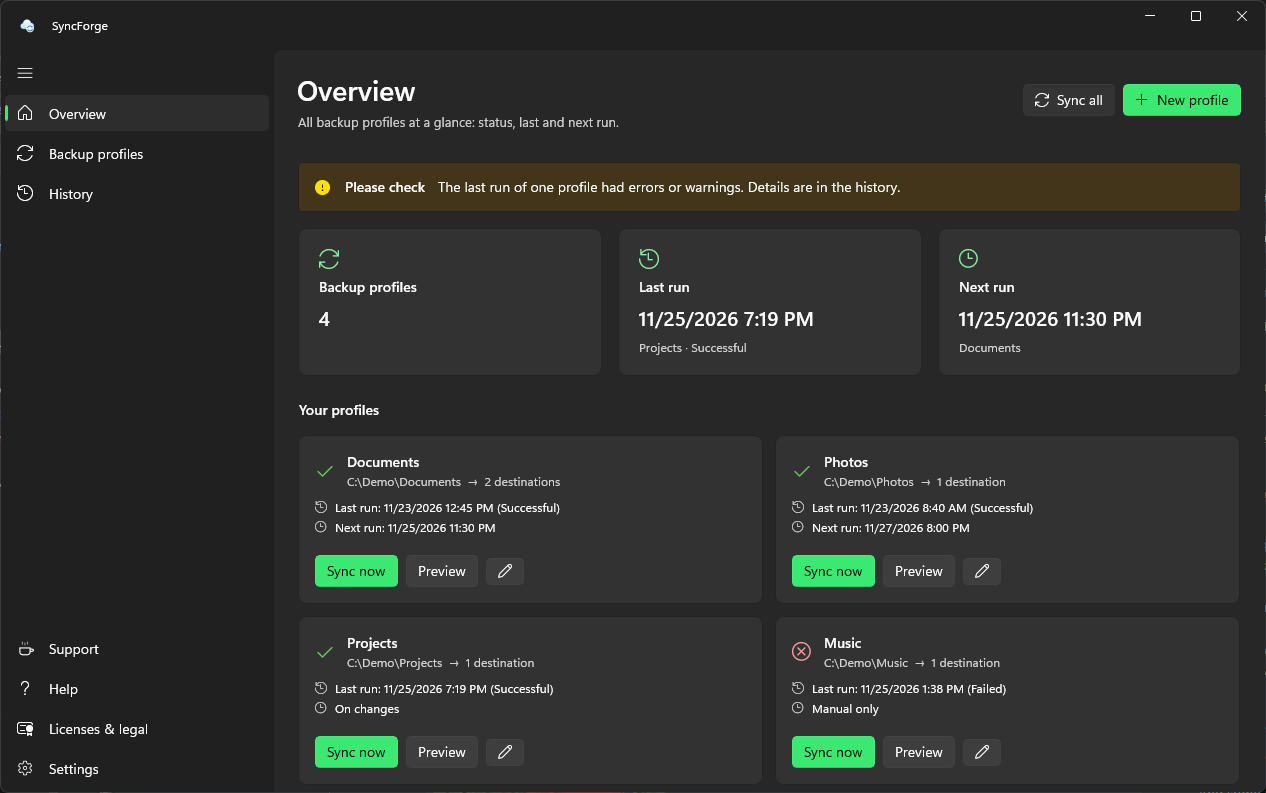 SyncForge
Overview
Backup profiles
History
Support
Help
Licenses & legal
Settings
Overview
All backup profiles at a glance: status, last and next run.
Sync all
New profile
Please check The last run of one profile had errors or warnings. Details are in the history.
Backup profiles
4
Last run
11/25/2026 7:19 PM
Projects · Successful
Next run
11/25/2026 11:30 PM
Documents
Your profiles
Documents
C:\Demo\Documents → 2 destinations
Last run: 11/23/2026 12:45 PM (Successful)
Next run: 11/25/2026 11:30 PM
Sync now Preview
Photos
C:\Demo\Photos → 1 destination
Last run: 11/23/2026 8:40 AM (Successful)
Next run: 11/27/2026 8:00 PM
Sync now Preview
Projects
C:\Demo\Projects → 1 destination
Last run: 11/25/2026 7:19 PM (Successful)
On changes
Sync now Preview
Music
C:\Demo\Music → 1 destination
Last run: 11/25/2026 1:38 PM (Failed)
Manual only
Sync now Preview